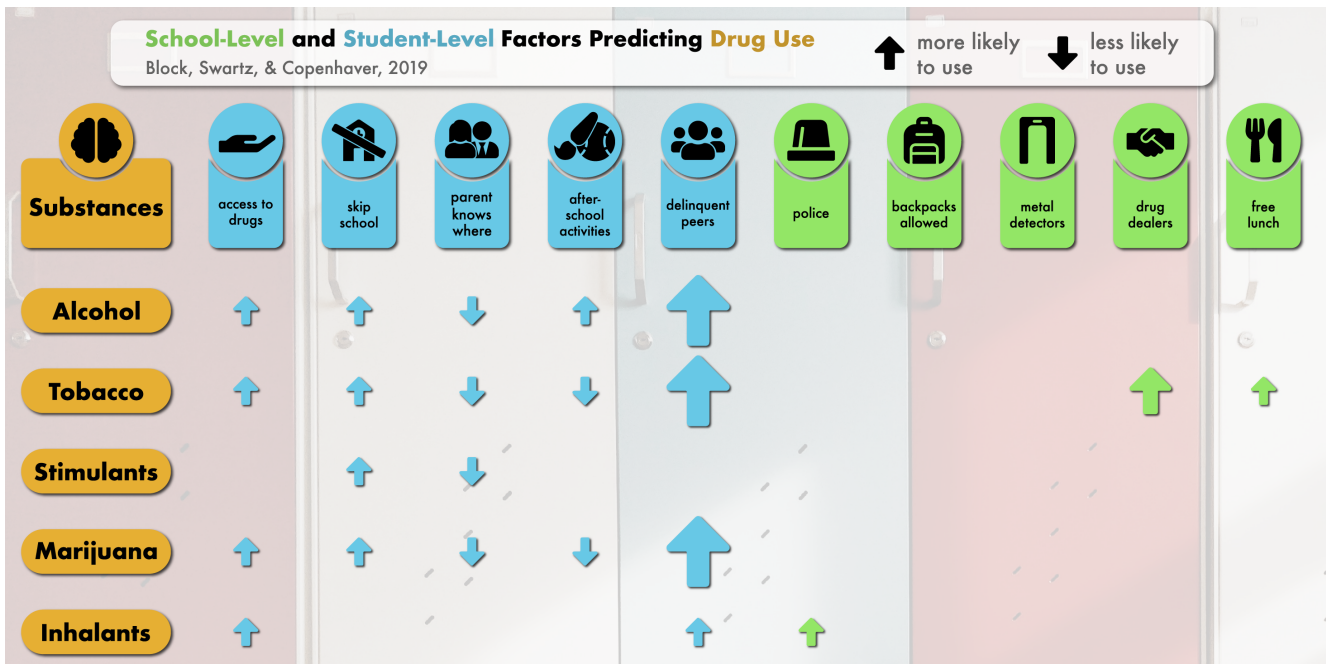 School-Level and Student-Level Factors Predicting Drug Use
Block, Swartz, & Copenhaver, 2019
more likely
to use
less likely
to use
Substances
access to
drugs
skip
school
parent
knows
where
after-
school
activities
delinquent
peers
police
backpacks
allowed
metal
detectors
drug
dealers
free
lunch
Alcohol
Tobacco
Stimulants
Marijuana
Inhalants